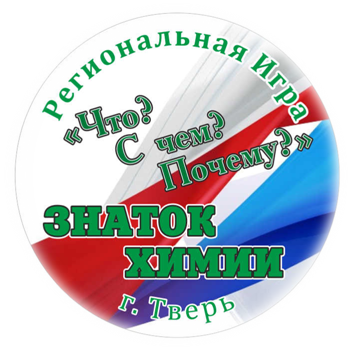 Региональная Игра
«Что?
С чем?
Почему?»
ЗНАТОК
ХИМИИ
г. Тверь